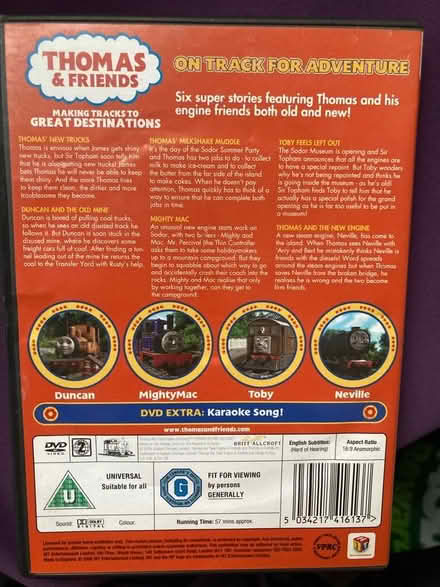 THOMAS
& FRIENDS
MAKING TRACKS TO
GREAT DESTINATIONS
ON TRACK FOR ADVENTURE
Six super stories featuring Thomas and his
engine friends both old and new!
THOMAS' NEW TRUCKS
Thomas is envious when James gets shiny
new trucks, but Sir Topham soon tells him
that he is also getting new trucks! James
bets Thomas he will never be able to keep
them shiny. And the more Thomas tries
to keep them clean, the dirtier and more
troublesome they become.
DUNCAN AND THE OLD MINE
Duncan is bored of pulling coal trucks,
so when he sees an old disused track he
follows it. But Duncan is soon stuck in the
disused mine, where he discovers some
freight cars full of coal. After finding a tun-
nel leading out of the mine he returns the
coal to the Transfer Yard with Rusty's help.
THOMAS' MILKSHAKE MUDDLE
It's the day of the Sodor Summer Party
and Thomas has two jobs to do - to collect
milk to make ice-cream and to collect
the butter from the far side of the island
to make cakes. When he doesn't pay
attention, Thomas quickly has to think of a
way to ensure that he can complete both
jobs in time.
MIGHTY MAC
An unusual new engine starts work on
Sodor, with two drivers - Mighty
and Mac. Mr. Percival (the Thin Controller)
asks them to take some holidaymakers
up to a mountain campground. But they
begin to squabble about which way to
go and accidentally crash their coach into the
rocks. Mighty and Mac realise that only
by working together, can they get to
the campground.
TOBY FEELS LEFT OUT
The Sodor Museum is opening and Sir
Topham announces that all the engines are
to have a special repaint. But Toby wonders
why he's not being repainted and thinks he
is going inside the museum - as he's old!
Sir Topham finds Toby to tell him that he
actually has a special polish for the grand
opening as he is far too useful to be put in
a museum!
THOMAS AND THE NEW ENGINE
A new steam engine, Neville, has come to
the island. When Thomas sees Neville with
'Arry and Bert he mistakenly thinks Neville is
friends with the diesels! Word spreads
around the steam engines but when Thomas
saves Neville from the broken bridge, he
realises he is wrong and the two become
firm friends.
Duncan
MightyMac
Toby
Neville
DVD EXTRA: Karaoke Song!
www.thomasandfriends.com
DVD
VIDEO
2
BRITT ALLCROFT
English Subtitles:
(Hard of Hearing)
Aspect Ratio
16:9 Anamorphic
U
UNIVERSAL
Suitable for all
G
FIT FOR VIEWING
by persons
GENERALLY
Sound:
DOLBY
DIGITAL
Colour.
Running Time: 57 mins approx.
5 034217 416137 >